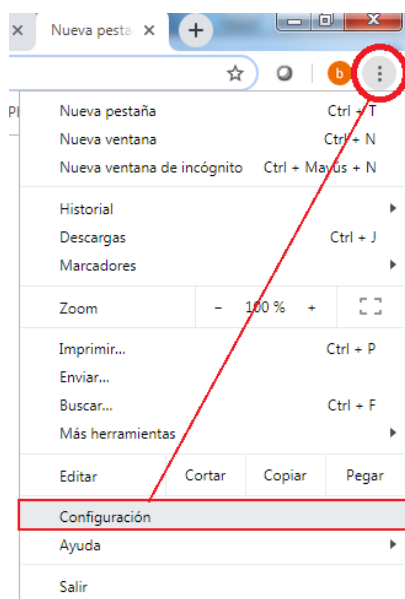 Nueva pesta
b
Nueva pestaña Ctrl + T
Nueva ventana Ctrl + N
Nueva ventana de incógnito Ctrl + Mayús + N
Historial
Descargas Ctrl + J
Marcadores
Zoom - 100 % +
Imprimir... Ctrl + P
Enviar...
Buscar... Ctrl + F
Más herramientas
Editar Cortar Copiar Pegar
Configuración
Ayuda
Salir